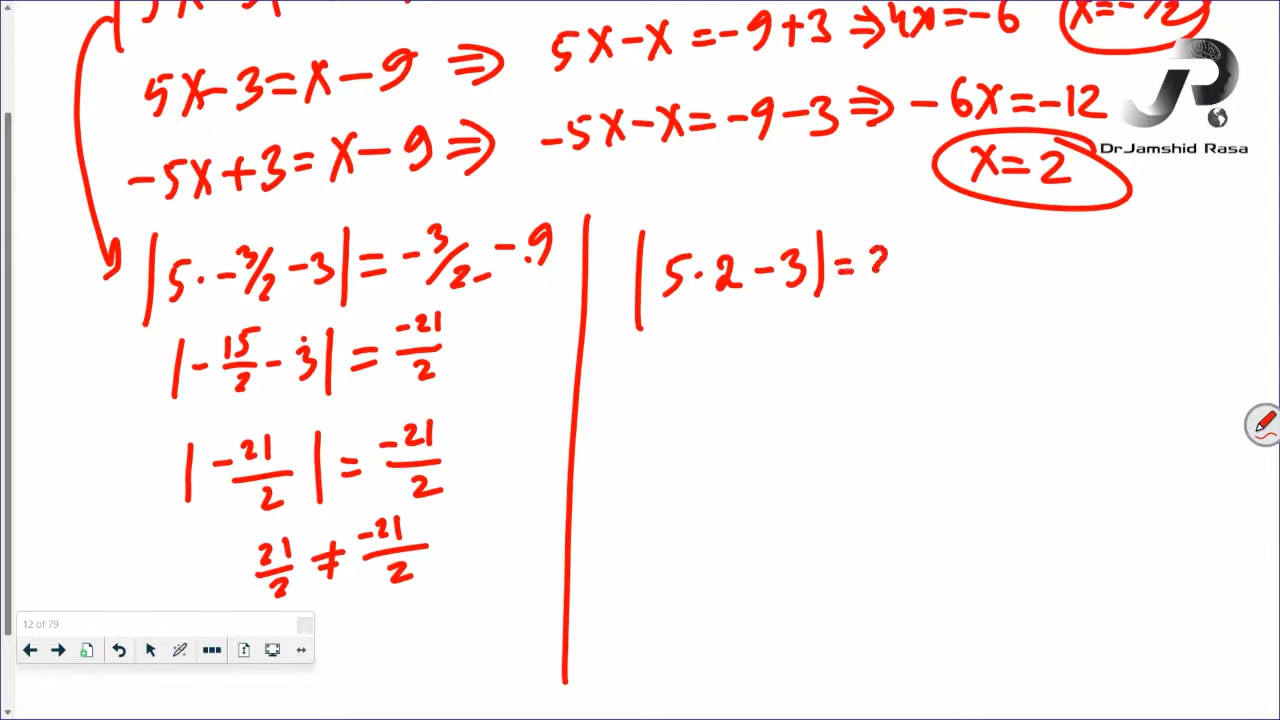 5x-3=x-9 ⇒ 5x-x=-9+3 ⇒ 4x=-6
-5x+3=x-9 ⇒ -5x-x=-9-3 ⇒ -6x=-12
x=2
Dr.Jamshid Rasa
|5·-3/2-3|=-3/2-9
|-15/2-3|=-21/2
|-21/2|=-21/2
21/2≠-21/2
|5·2-3|=
12 of 79